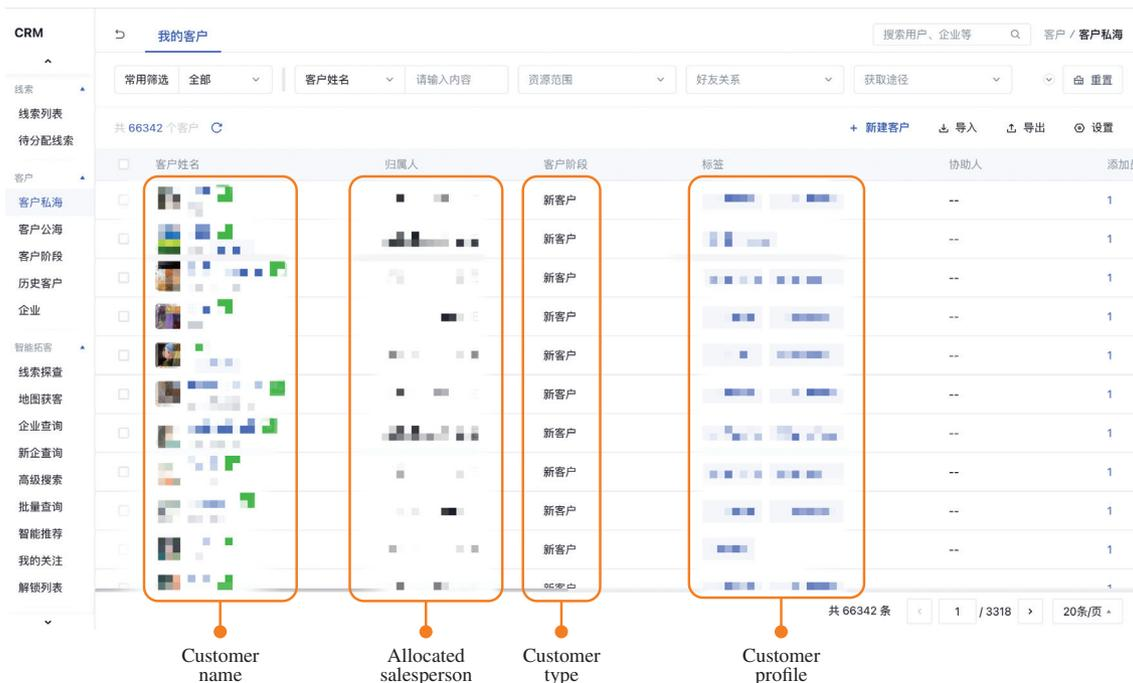 CRM
我的客户
搜索用户、企业等
客户 / 客户私海
常用筛选 全部
客户姓名 请输入内容
资源范围
好友关系
获取途径
重置
共 66342 个客户
+ 新建客户
导入
导出
设置
线索
线索列表
待分配线索
客户
客户私海
客户公海
客户阶段
历史客户
企业
智能拓客
线索探查
地图获客
企业查询
新企查询
高级搜索
批量查询
智能推荐
我的关注
解锁列表
客户姓名 归属人 客户阶段 标签 协助人
新客户 -- 1
新客户 -- 1
新客户 -- 1
新客户 -- 1
新客户 -- 1
新客户 -- 1
新客户 -- 1
新客户 -- 1
新客户 -- 1
新客户 -- 1
共 66342 条 < 1 / 3318 > 20条/页
Customer
name
Allocated
salesperson
Customer
type
Customer
profile